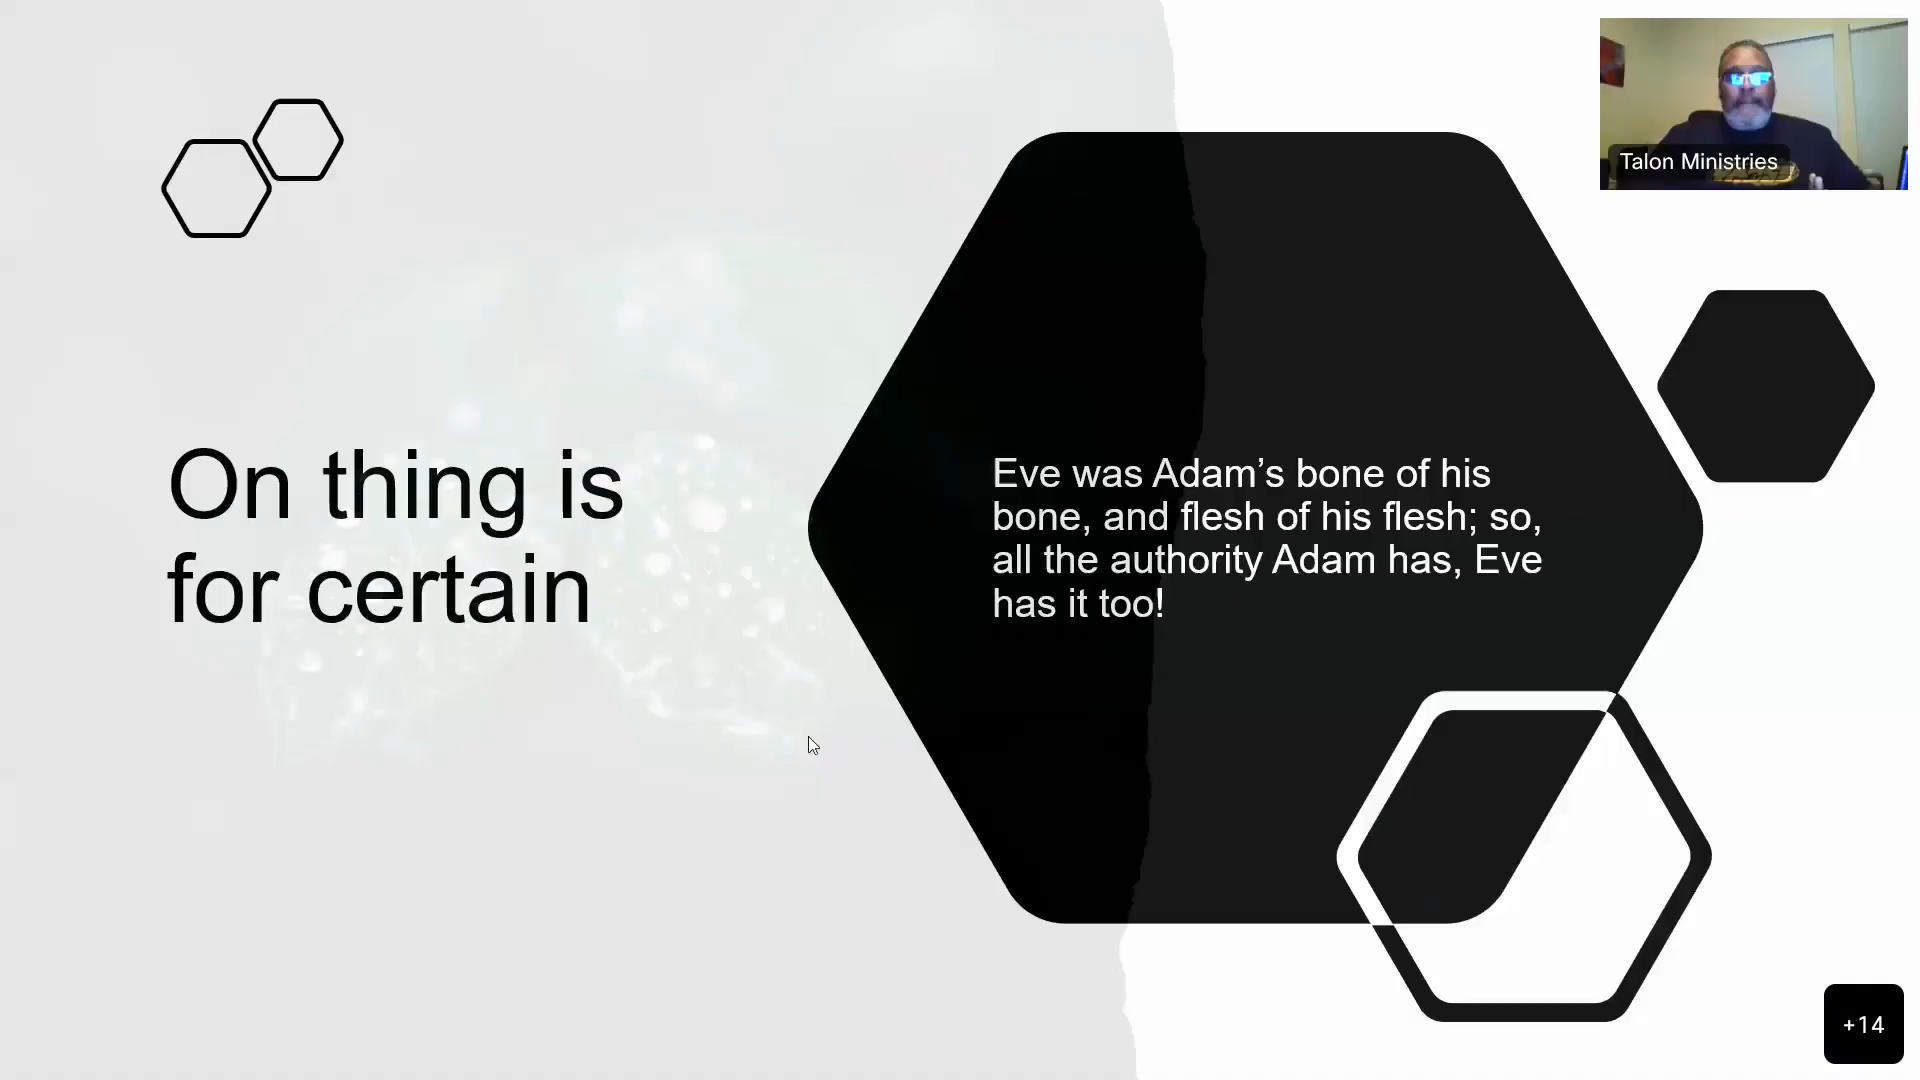 On thing is
for certain
Eve was Adam’s bone of his
bone, and flesh of his flesh; so,
all the authority Adam has, Eve
has it too!
Talon Ministries
+14